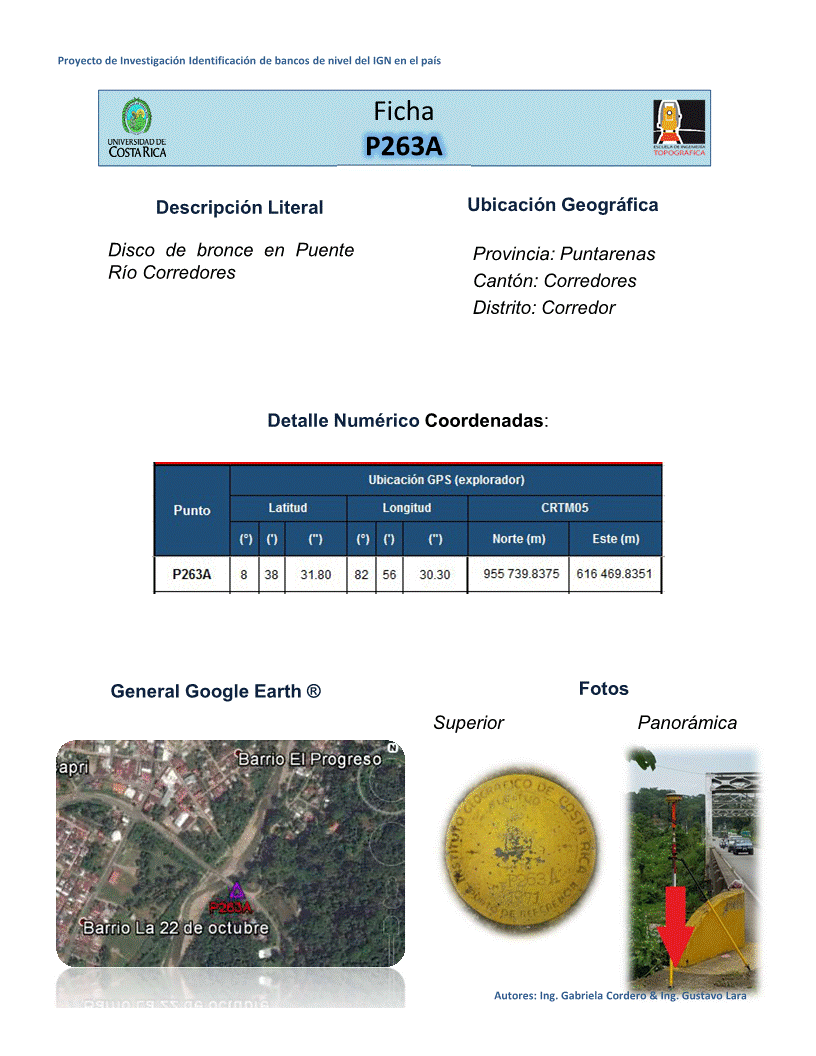 Proyecto de Investigación Identificación de bancos de nivel del IGN en el país
UNIVERSIDAD DE
COSTA RICA
Ficha
P263A
ESCUELA DE INGENIERÍA
TOPOGRÁFICA
Descripción Literal
Disco de bronce en Puente
Río Corredores
Ubicación Geográfica
Provincia: Puntarenas
Cantón: Corredores
Distrito: Corredor
Detalle Numérico Coordenadas:
Punto
Ubicación GPS (explorador)
Latitud Longitud CRTM05
(°) (') (") (°) (') (") Norte (m) Este (m)
P263A 8 38 31.80 82 56 30.30 955 739.8375 616 469.8351
General Google Earth ®
Fotos
Superior Panorámica
N
Barrio El Progreso
P263A
Barrio La 22 de octubre
INSTITUTO GEOGRAFICO DE COSTA RICA
P263A
DE REFERENCIA
Autores: Ing. Gabriela Cordero & Ing. Gustavo Lara